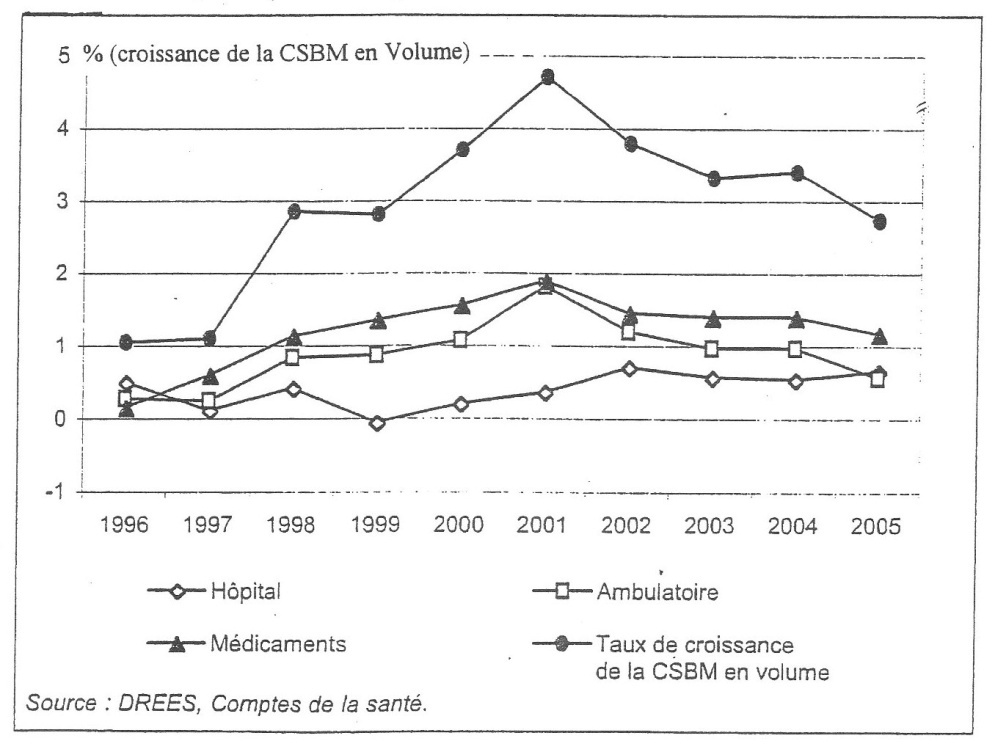 5 % (croissance de la CSBM en Volume)
4
3
2
1
0
-1
1996 1997 1998 1999 2000 2001 2002 2003 2004 2005
Hôpital Ambulatoire
Médicaments Taux de croissance
de la CSBM en volume
Source : DREES, Comptes de la santé.